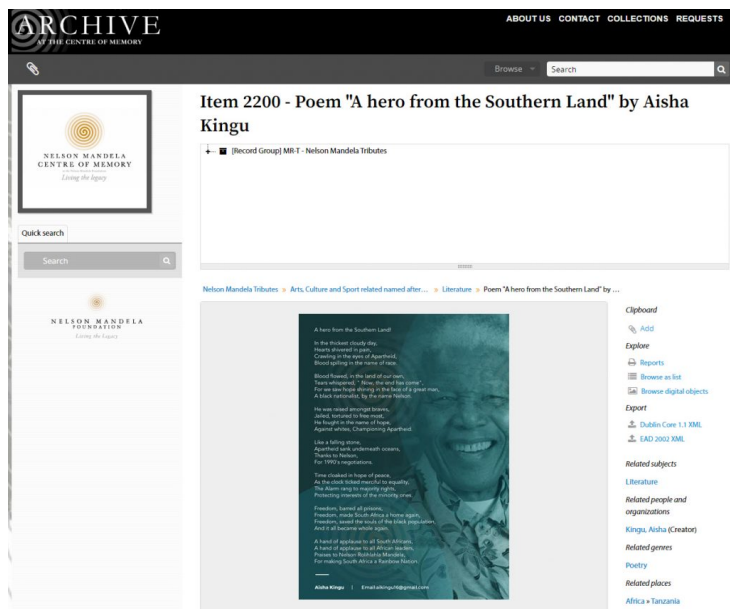 ARCHIVE
AT THE CENTRE OF MEMORY
ABOUT US CONTACT COLLECTIONS REQUESTS
Browse
Search
NELSON MANDELA
CENTRE OF MEMORY
Living the legacy
Quick search
Search
NELSON MANDELA
FOUNDATION
Living the Legacy
Item 2200 - Poem "A hero from the Southern Land" by Aisha
Kingu
[Record Group] MR-T - Nelson Mandela Tributes
Nelson Mandela Tributes » Arts, Culture and Sport related named after... » Literature » Poem "A hero from the Southern Land" by ...
A hero from the Southern Land!
In the thickest cloudy day,
Hearts shivered in pain,
Crawling in the eyes of Apartheid,
Blood spilling in the name of race.
Blood flowed, in the land of our own,
Tears whispered, " Now, the end has come",
For we saw hope shining in the face of a great man,
A black nationalist, by the name Nelson.
He was raised amongst braves,
Jailed, tortured to free most,
He fought in the name of hope,
Against whites, Championing Apartheid.
Like a falling stone,
Apartheid sank underneath oceans,
Thanks to Nelson,
For 1990's negotiations.
Time cloaked in hope of peace,
As the clock ticked merciful to equality,
The Alarm rang to majority rights,
Protecting interests of the minority ones.
Freedom, banned all prisons,
Freedom, made South Africa a home again,
Freedom, saved the souls of the black population,
And it all became whole again.
A hand of applause to all South Africans,
A hand of applause to all African leaders,
Praises to Nelson Rolihlahla Mandela,
For making South Africa a Rainbow Nation.
Aisha Kingu | Email:aikingu16@gmail.com
Clipboard
Add
Explore
Reports
Browse as list
Browse digital objects
Export
Dublin Core 1.1 XML
EAD 2002 XML
Related subjects
Literature
Related people and
organizations
Kingu, Aisha (Creator)
Related genres
Poetry
Related places
Africa » Tanzania